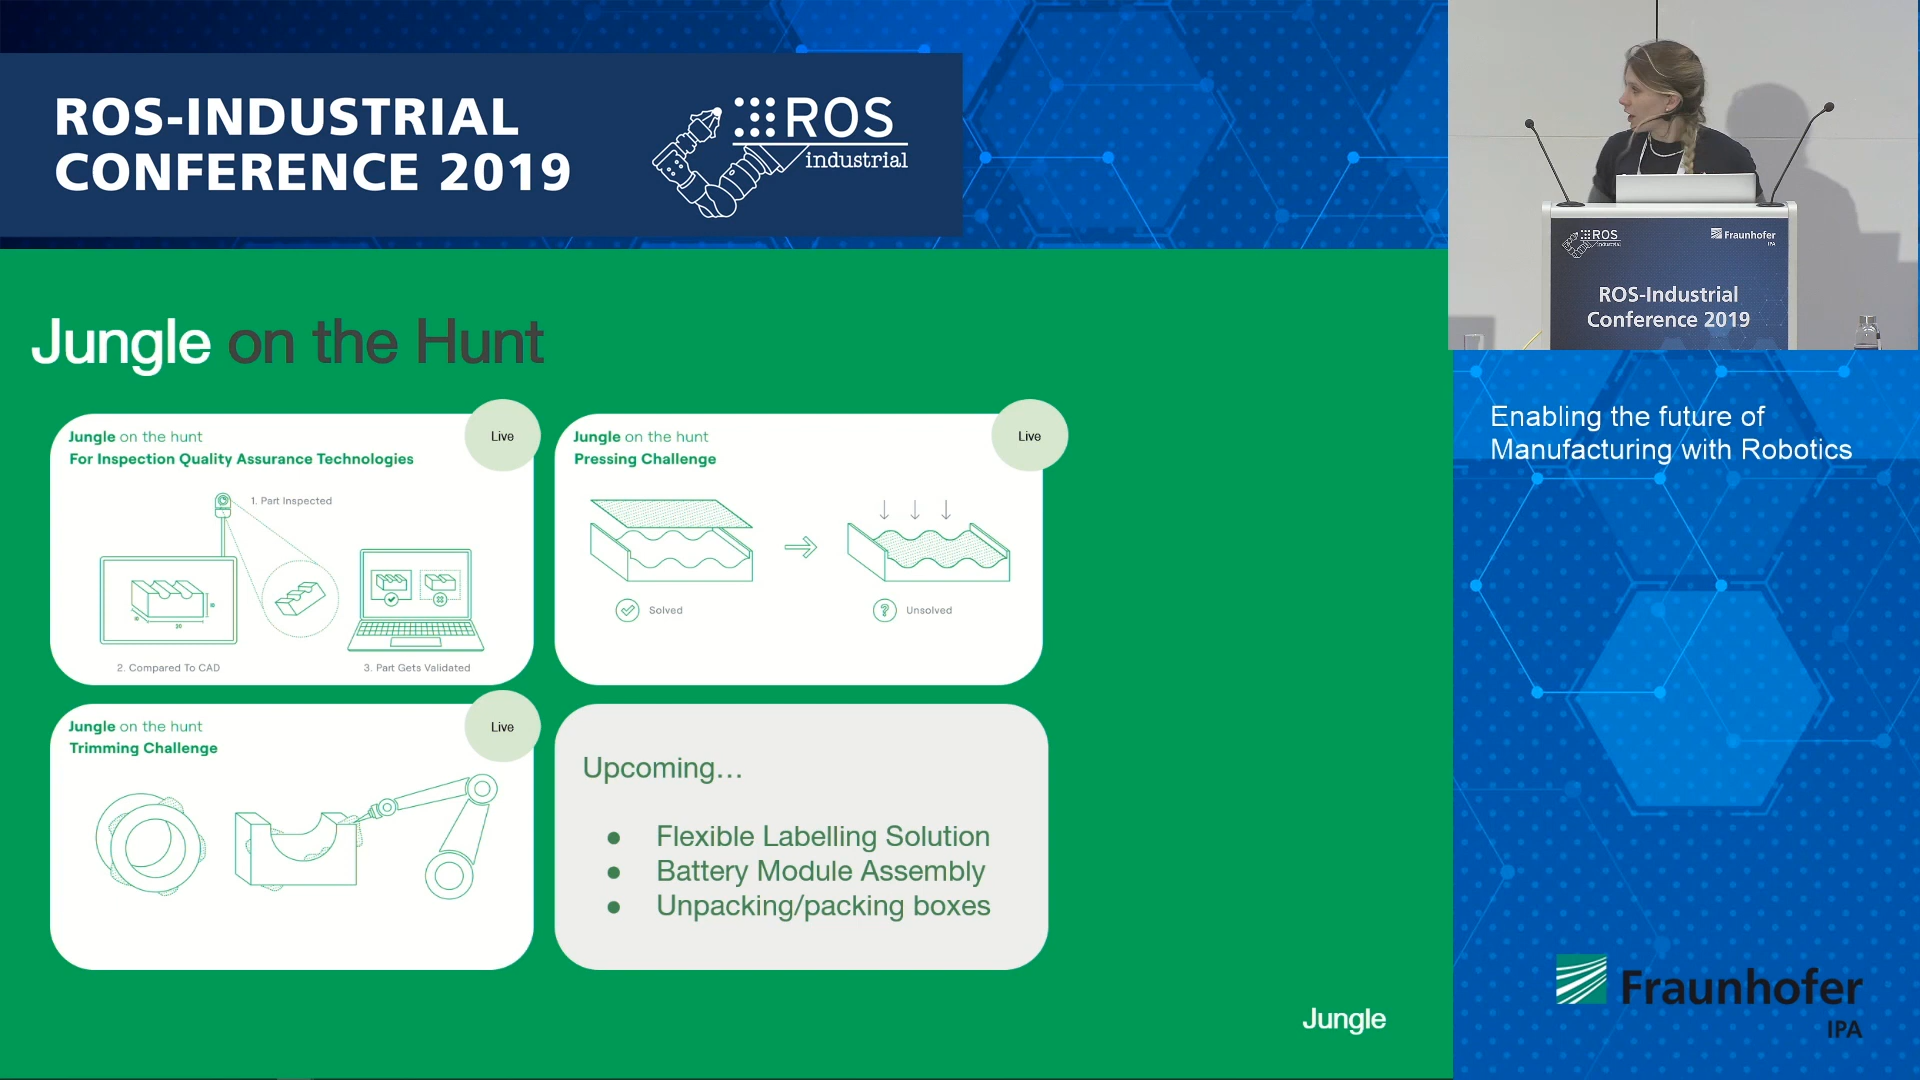 ROS-INDUSTRIAL
CONFERENCE 2019
ROS
industrial
Jungle on the Hunt
Jungle on the hunt
For Inspection Quality Assurance Technologies
Live
1. Part Inspected
2. Compared To CAD
3. Part Gets Validated
Jungle on the hunt
Pressing Challenge
Live
Solved
? Unsolved
Jungle on the hunt
Trimming Challenge
Live
Upcoming...
● Flexible Labelling Solution
● Battery Module Assembly
● Unpacking/packing boxes
Jungle
ROS
industrial
Fraunhofer
IPA
ROS-Industrial
Conference 2019
Enabling the future of
Manufacturing with Robotics
Fraunhofer
IPA